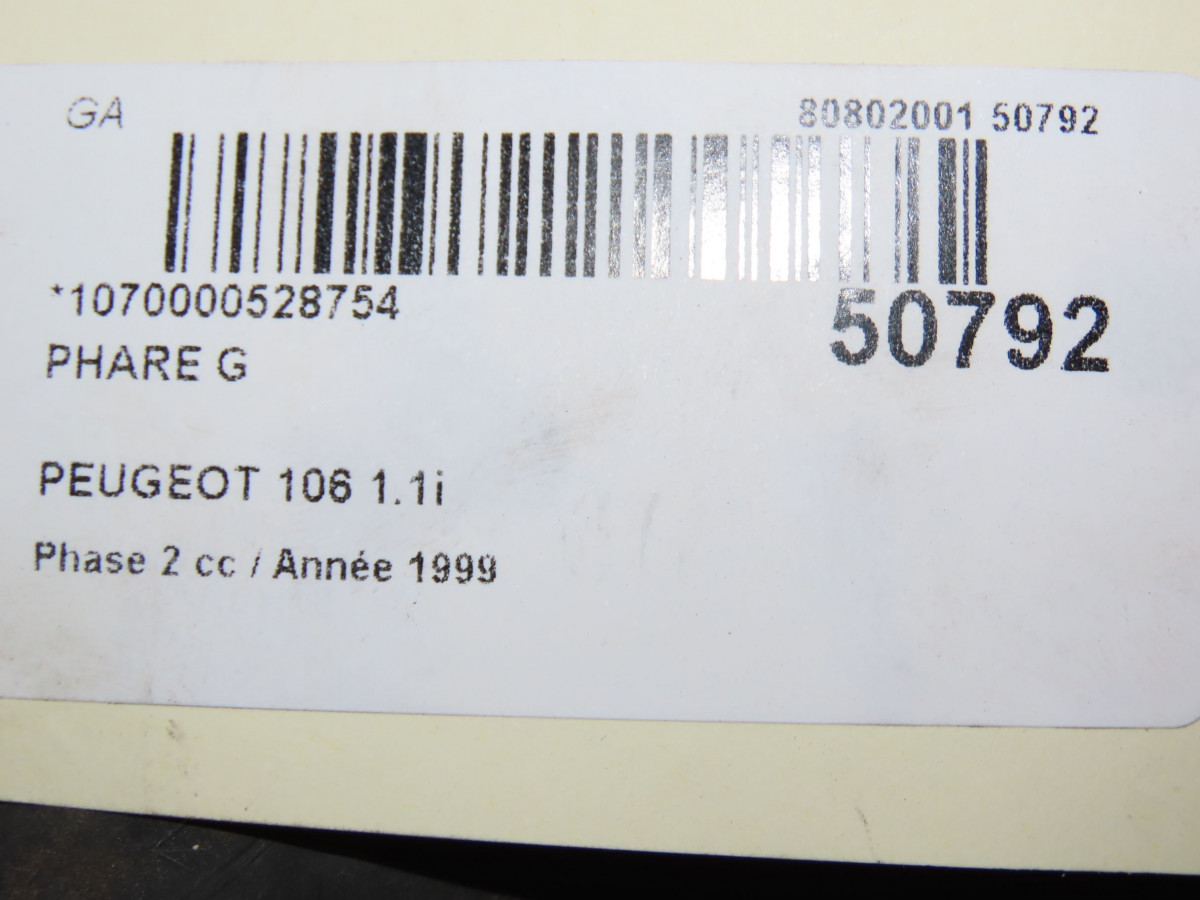 GA
80802001 50792
*1070000528754
50792
PHARE G
PEUGEOT 106 1.1i
Phase 2 cc / Année 1999